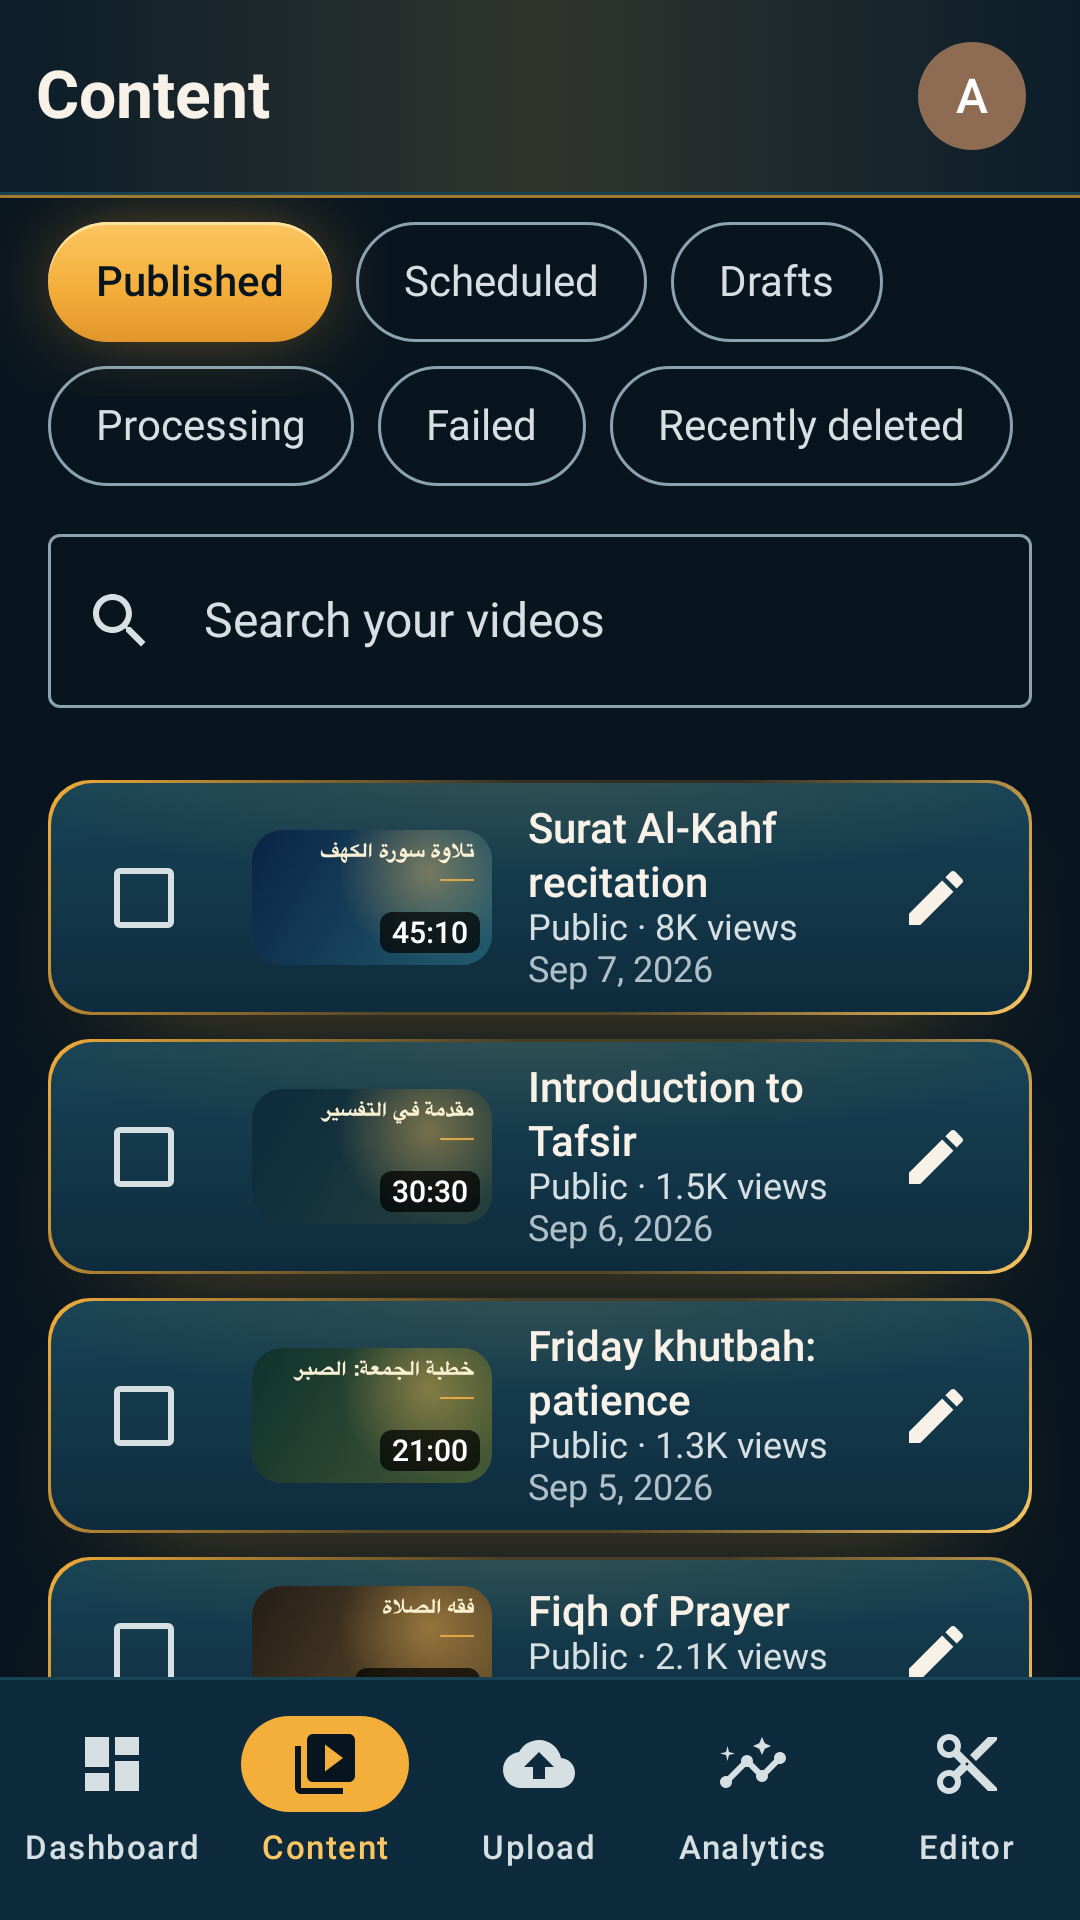 Content
A
Published
Scheduled
Drafts
Processing
Failed
Recently deleted
Search your videos
تلاوة سورة الكهف
45:10
Surat Al-Kahf
recitation
Public · 8K views
Sep 7, 2026
مقدمة في التفسير
30:30
Introduction to
Tafsir
Public · 1.5K views
Sep 6, 2026
خطبة الجمعة: الصبر
21:00
Friday khutbah:
patience
Public · 1.3K views
Sep 5, 2026
فقه الصلاة
Fiqh of Prayer
Public · 2.1K views
Dashboard
Content
Upload
Analytics
Editor